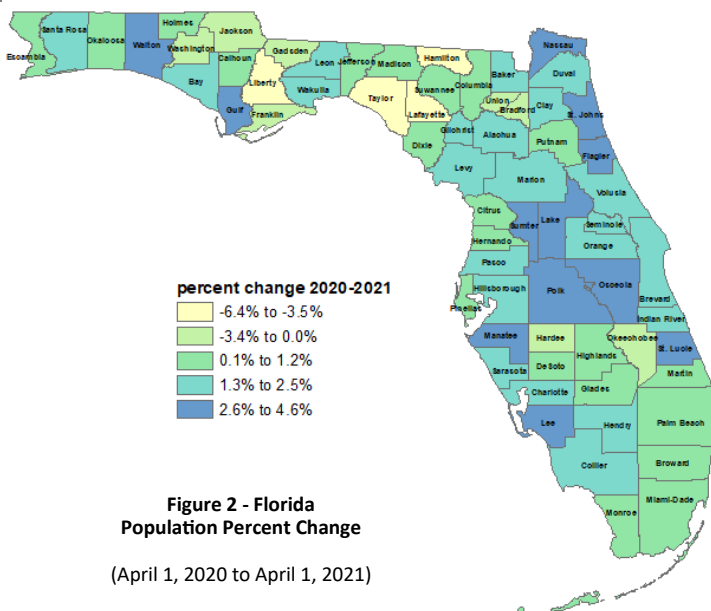 Holmes
Jackson
Santa Rosa
Okaloosa
Walton
Washington
Escambia
Calhoun
Gadsden
Bay
Liberty
Leon
Jefferson
Madison
Hamilton
Nassau
Wakulla
Gulf
Franklin
Taylor
Suwannee
Columbia
Baker
Duval
Lafayette
Union
Bradford
Clay
St. Johns
Dixie
Gilchrist
Alachua
Putnam
Flagler
Levy
Marion
Volusia
Citrus
Sumter
Lake
Seminole
Hernando
Orange
Pasco
percent change 2020-2021
-6.4% to -3.5%
-3.4% to 0.0%
0.1% to 1.2%
1.3% to 2.5%
2.6% to 4.6%
Hillsborough
Polk
Osceola
Pinellas
Brevard
Indian River
Manatee
Hardee
Okeechobee
St. Lucie
Highlands
Sarasota
DeSoto
Martin
Charlotte
Glades
Lee
Hendry
Palm Beach
Collier
Broward
Monroe
Miami-Dade
Figure 2 - Florida
Population Percent Change
(April 1, 2020 to April 1, 2021)